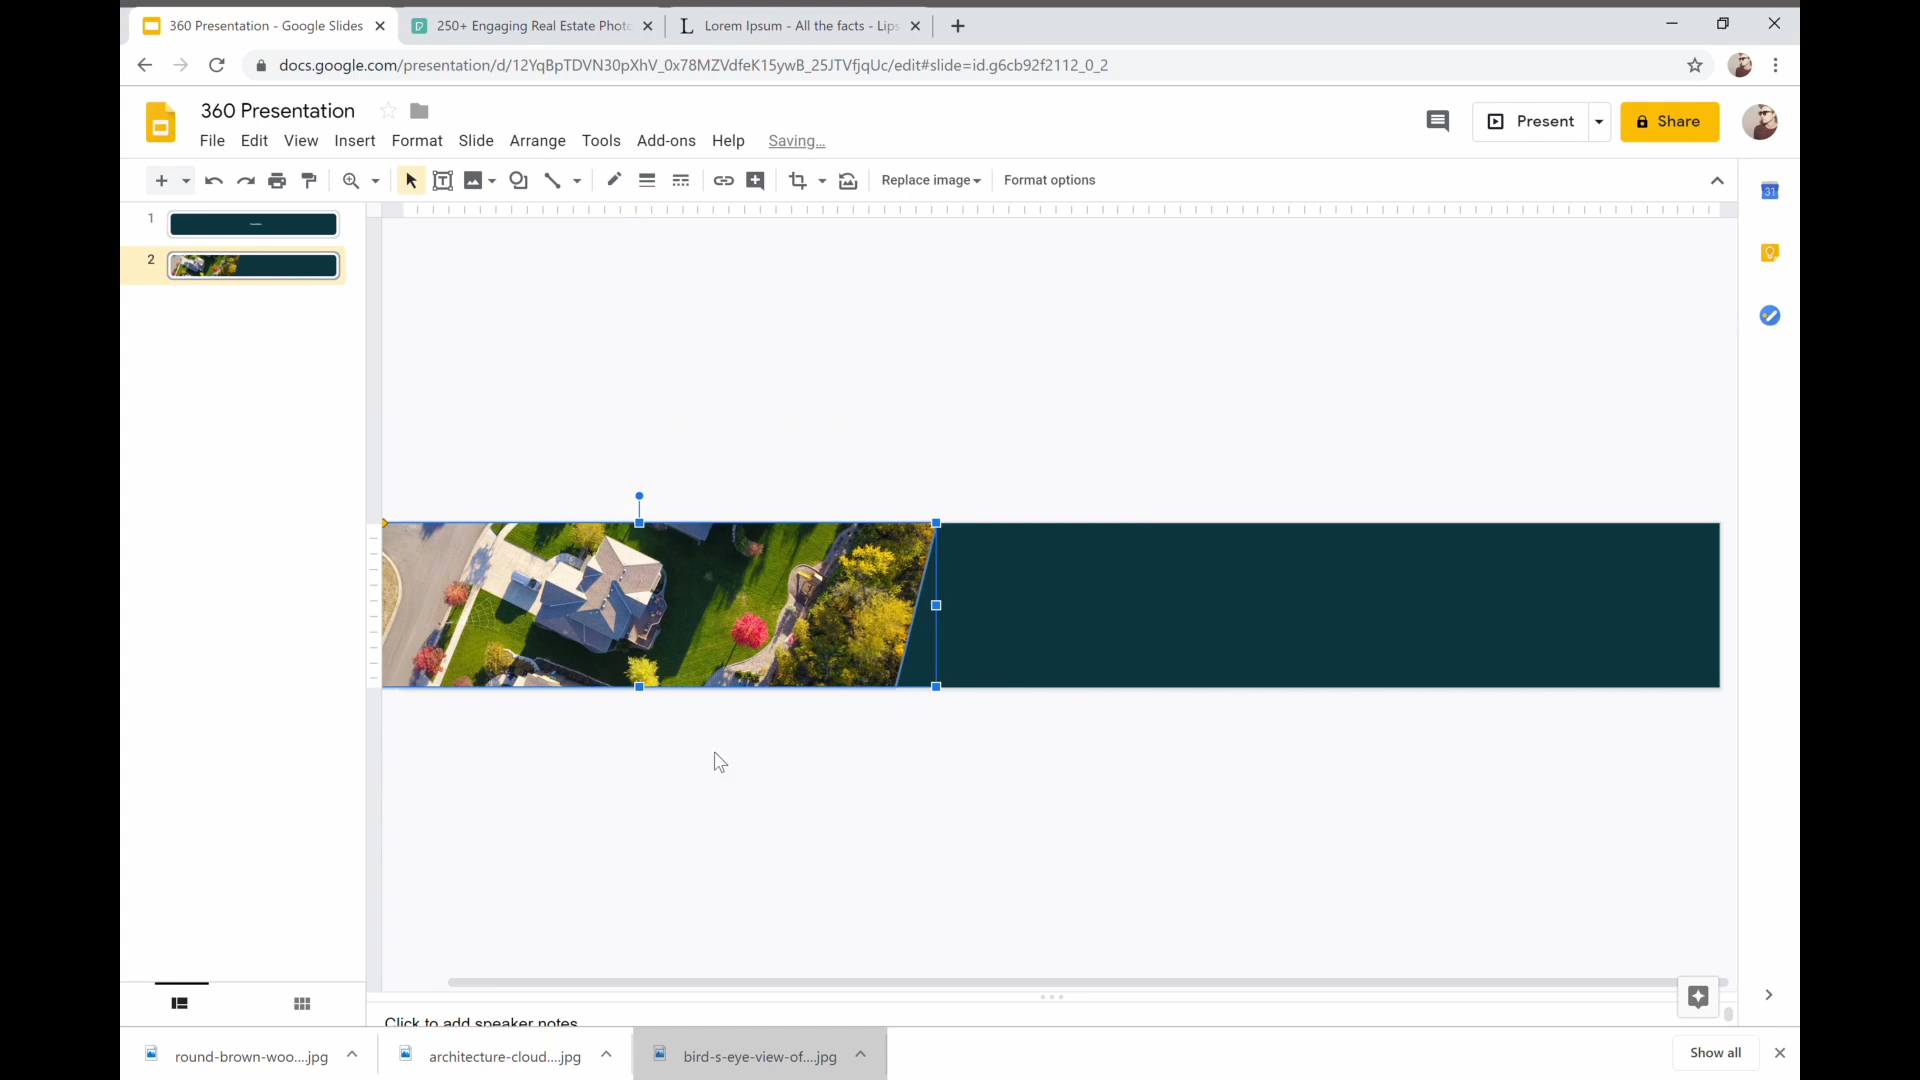 360 Presentation - Google Slides
250+ Engaging Real Estate Phot
Lorem Ipsum - All the facts - Lips
docs.google.com/presentation/d/12YqBpTDVN30pXhV_0x78MZVdfeK15ywB_25JTVfjqUc/edit#slide=id.g6cb92f2112_0_2
360 Presentation
File Edit View Insert Format Slide Arrange Tools Add-ons Help Saving...
Present
Share
Replace image
Format options
31
1
2
Click to add speaker notes
round-brown-woo....jpg
architecture-cloud....jpg
bird-s-eye-view-of....jpg
Show all